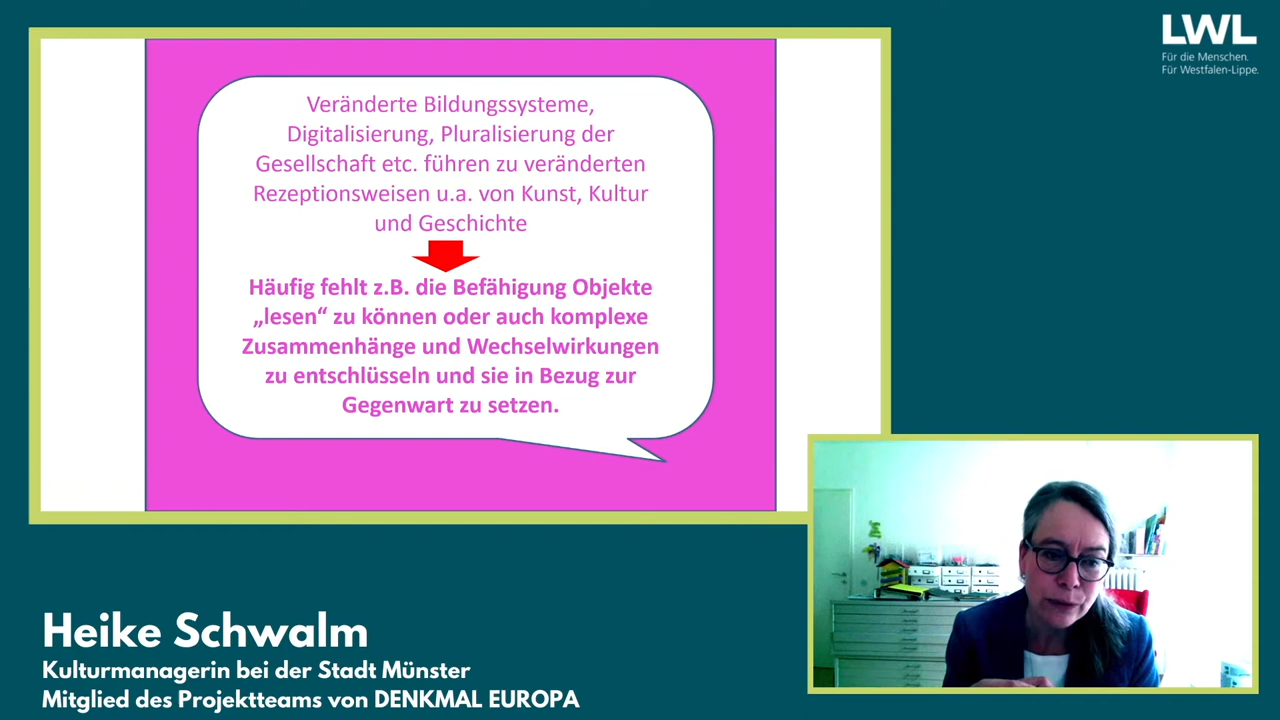 LWL
Für die Menschen.
Für Westfalen-Lippe.
Veränderte Bildungssysteme,
Digitalisierung, Pluralisierung der
Gesellschaft etc. führen zu veränderten
Rezeptionsweisen u.a. von Kunst, Kultur
und Geschichte
Häufig fehlt z.B. die Befähigung Objekte
„lesen“ zu können oder auch komplexe
Zusammenhänge und Wechselwirkungen
zu entschlüsseln und sie in Bezug zur
Gegenwart zu setzen.
Heike Schwalm
Kulturmanagerin bei der Stadt Münster
Mitglied des Projektteams von DENKMAL EUROPA